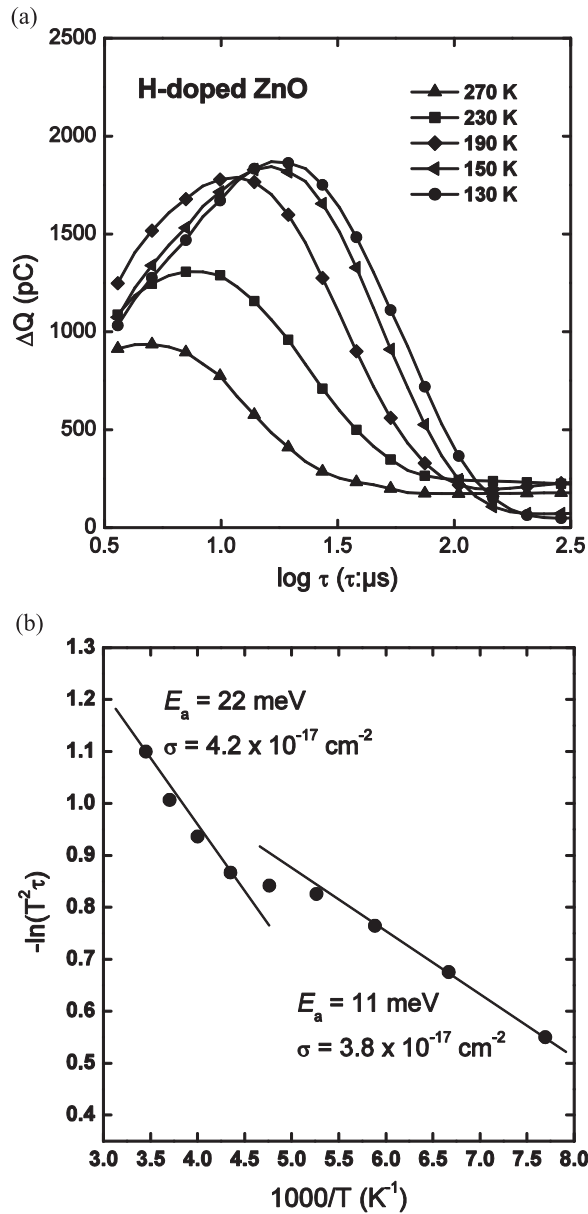 (a)
2500
2000
1500
1000
500
0
ΔQ (pC)
H-doped ZnO
270 K
230 K
190 K
150 K
130 K
0.5 1.0 1.5 2.0 2.5
log τ (τ:μs)
(b)
1.3
1.2
1.1
1.0
0.9
0.8
0.7
0.6
0.5
0.4
-ln(T²τ)
Eₐ = 22 meV
σ = 4.2 x 10⁻¹⁷ cm⁻²
Eₐ = 11 meV
σ = 3.8 x 10⁻¹⁷ cm⁻²
3.0 3.5 4.0 4.5 5.0 5.5 6.0 6.5 7.0 7.5 8.0
1000/T (K⁻¹)